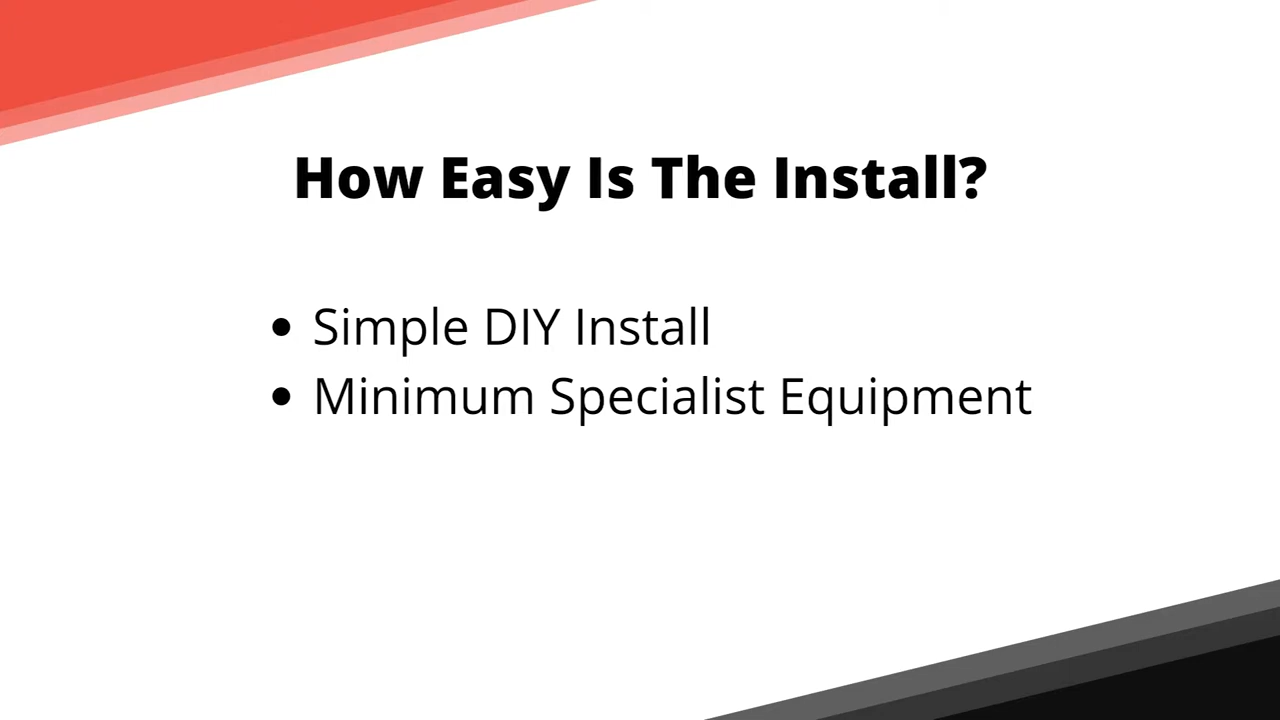 How Easy Is The Install?
• Simple DIY Install
• Minimum Specialist Equipment